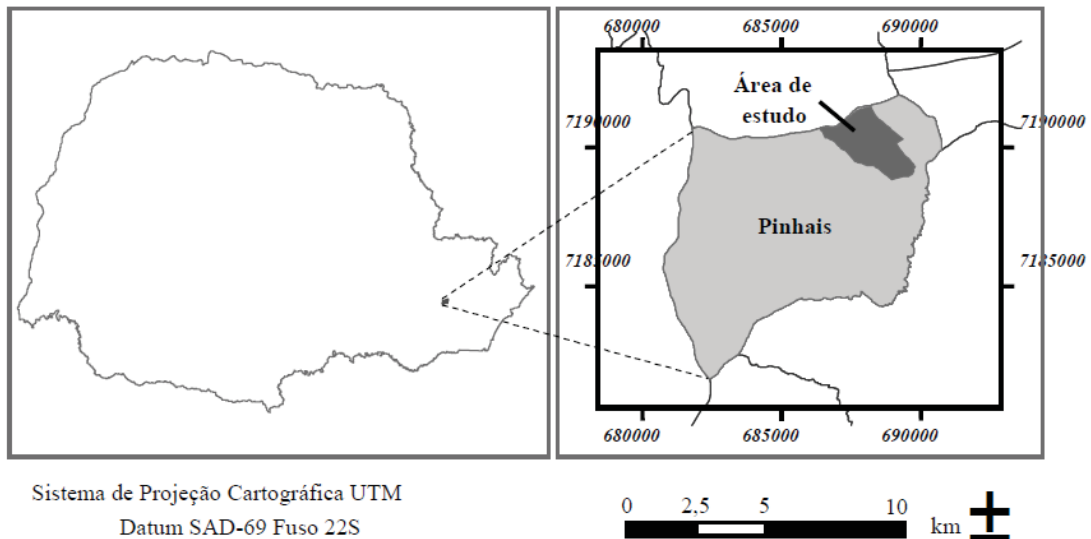 680000 685000 690000
Área de
estudo
7190000 7190000
Pinhais
7185000 7185000
680000 685000 690000
Sistema de Projeção Cartográfica UTM
Datum SAD-69 Fuso 22S
0 2,5 5 10
km